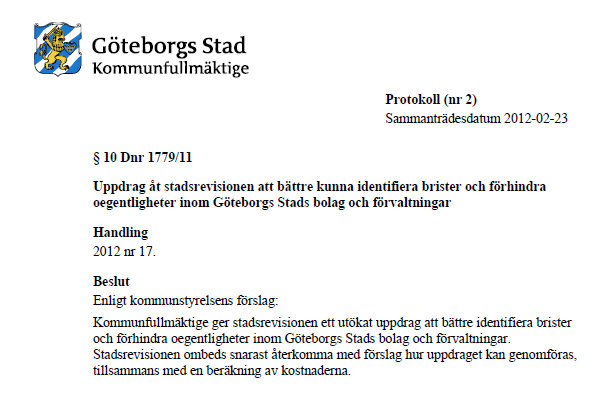 Göteborgs Stad
Kommunfullmäktige
Protokoll (nr 2)
Sammanträdesdatum 2012-02-23
§ 10 Dnr 1779/11
Uppdrag åt stadsrevisionen att bättre kunna identifiera brister och förhindra
oegentligheter inom Göteborgs Stads bolag och förvaltningar
Handling
2012 nr 17.
Beslut
Enligt kommunstyrelsens förslag:
Kommunfullmäktige ger stadsrevisionen ett utökat uppdrag att bättre identifiera brister
och förhindra oegentligheter inom Göteborgs Stads bolag och förvaltningar.
Stadsrevisionen ombeds snarast återkomma med förslag hur uppdraget kan genomföras,
tillsammans med en beräkning av kostnaderna.